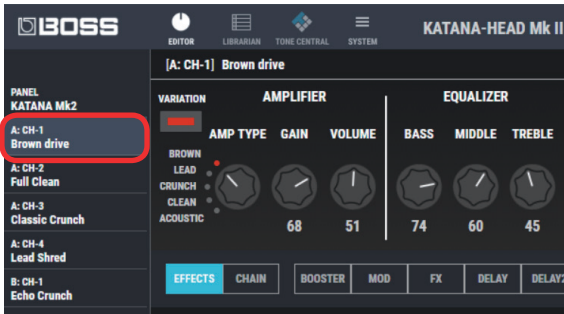 BOSS
EDITOR
LIBRARIAN
TONE CENTRAL
SYSTEM
KATANA-HEAD Mk II
[A: CH-1] Brown drive
PANEL
KATANA Mk2
A: CH-1
Brown drive
A: CH-2
Full Clean
A: CH-3
Classic Crunch
A: CH-4
Lead Shred
B: CH-1
Echo Crunch
VARIATION
AMPLIFIER
AMP TYPE GAIN VOLUME
BROWN
LEAD
CRUNCH
CLEAN
ACOUSTIC
68 51
EQUALIZER
BASS MIDDLE TREBLE
74 60 45
EFFECTS CHAIN BOOSTER MOD FX DELAY DELAY2